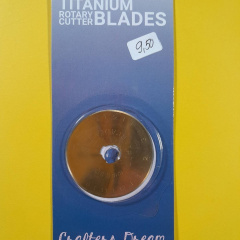 TITANIUM
ROTARY
CUTTER BLADES
9,50
Crafters Dream